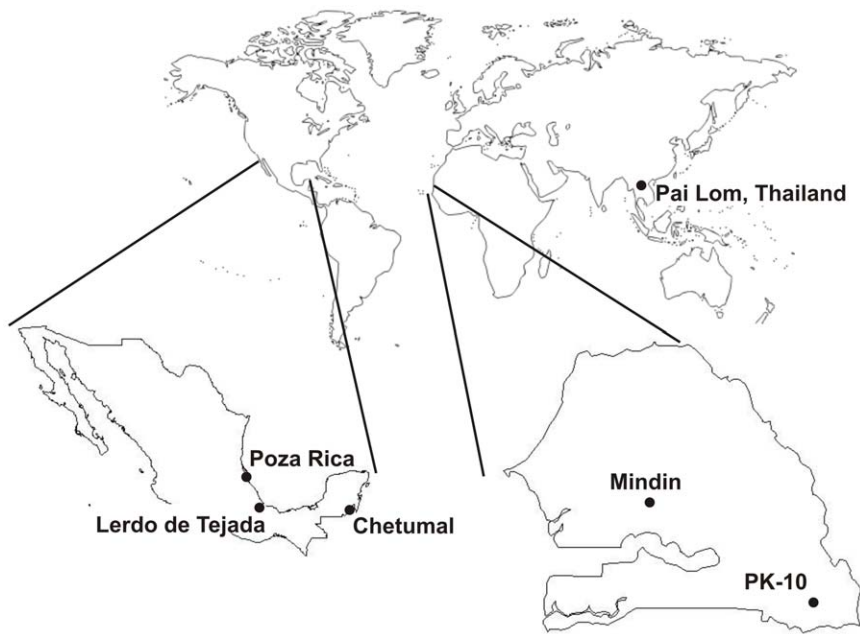 Pai Lom, Thailand
Poza Rica
Mindin
Lerdo de Tejada
Chetumal
PK-10